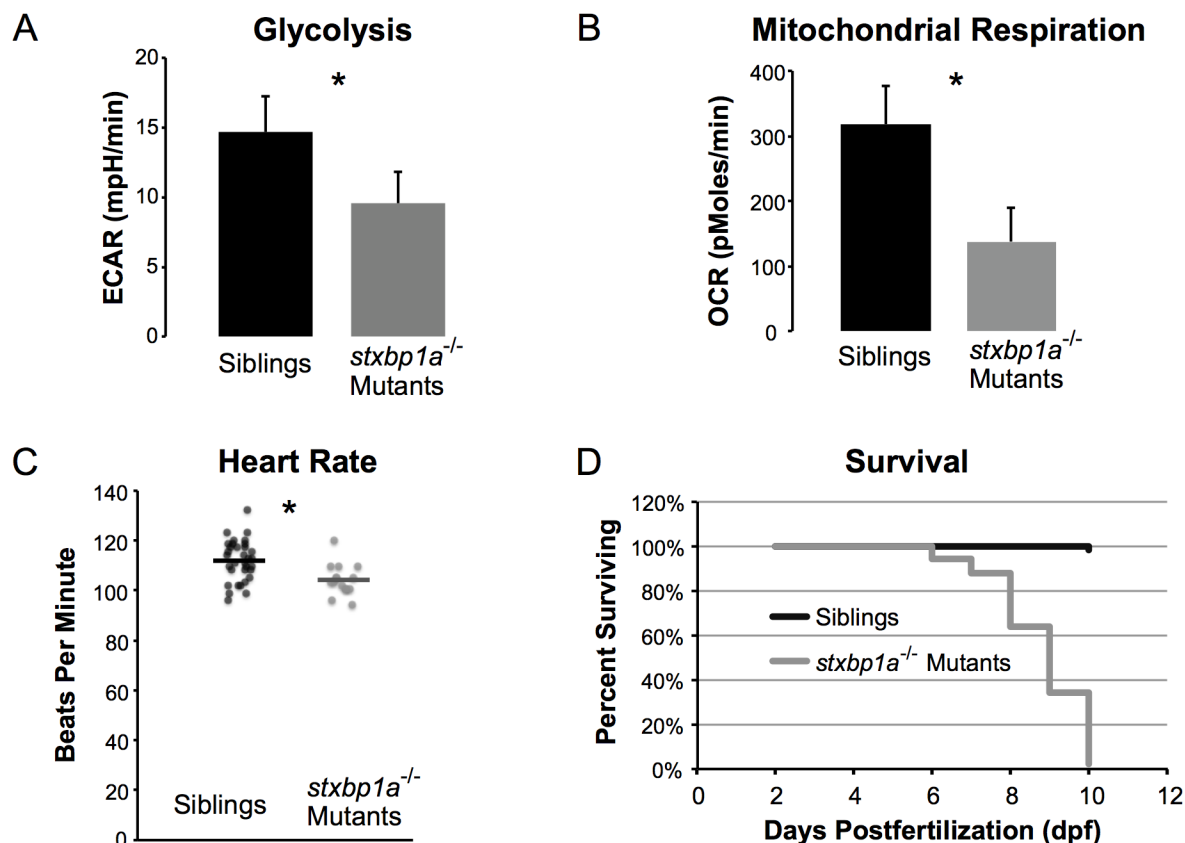 A
Glycolysis
20
15
10
5
0
ECAR (mpH/min)
*
Siblings
stxbp1a-/-
Mutants
B
Mitochondrial Respiration
400
300
200
100
0
OCR (pMoles/min)
*
Siblings
stxbp1a-/-
Mutants
C
Heart Rate
140
120
100
80
60
40
20
0
Beats Per Minute
*
Siblings
stxbp1a-/-
Mutants
D
Survival
120%
100%
80%
60%
40%
20%
0%
Percent Surviving
Siblings
stxbp1a-/- Mutants
0 2 4 6 8 10 12
Days Postfertilization (dpf)